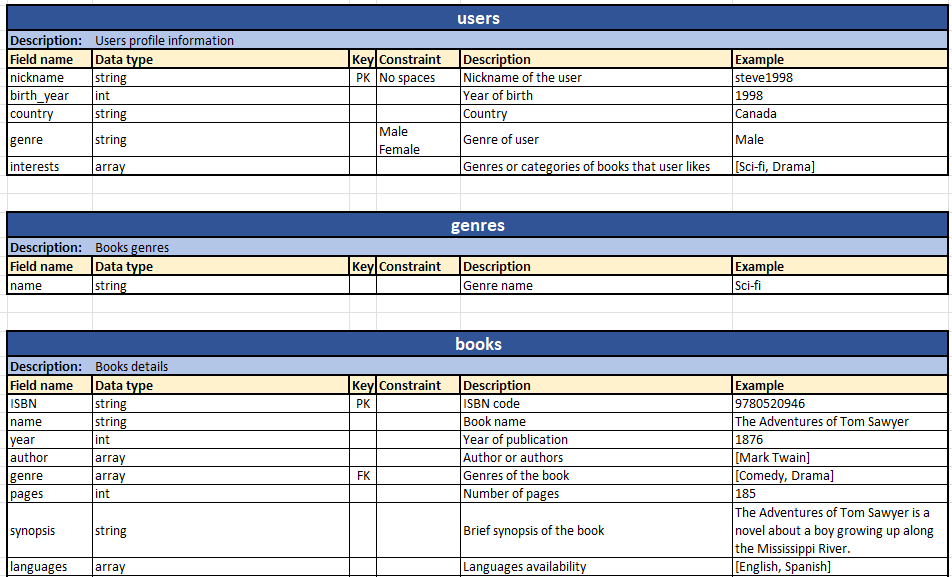 users
Description: Users profile information
Field name Data type Key Constraint Description Example
nickname string PK No spaces Nickname of the user steve1998
birth_year int Year of birth 1998
country string Country Canada
genre string Male Female Genre of user Male
interests array Genres or categories of books that user likes [Sci-fi, Drama]
genres
Description: Books genres
Field name Data type Key Constraint Description Example
name string Genre name Sci-fi
books
Description: Books details
Field name Data type Key Constraint Description Example
ISBN string PK ISBN code 9780520946
name string Book name The Adventures of Tom Sawyer
year int Year of publication 1876
author array Author or authors [Mark Twain]
genre array FK Genres of the book [Comedy, Drama]
pages int Number of pages 185
synopsis string Brief synopsis of the book The Adventures of Tom Sawyer is a
novel about a boy growing up along
the Mississippi River.
languages array Languages availability [English, Spanish]